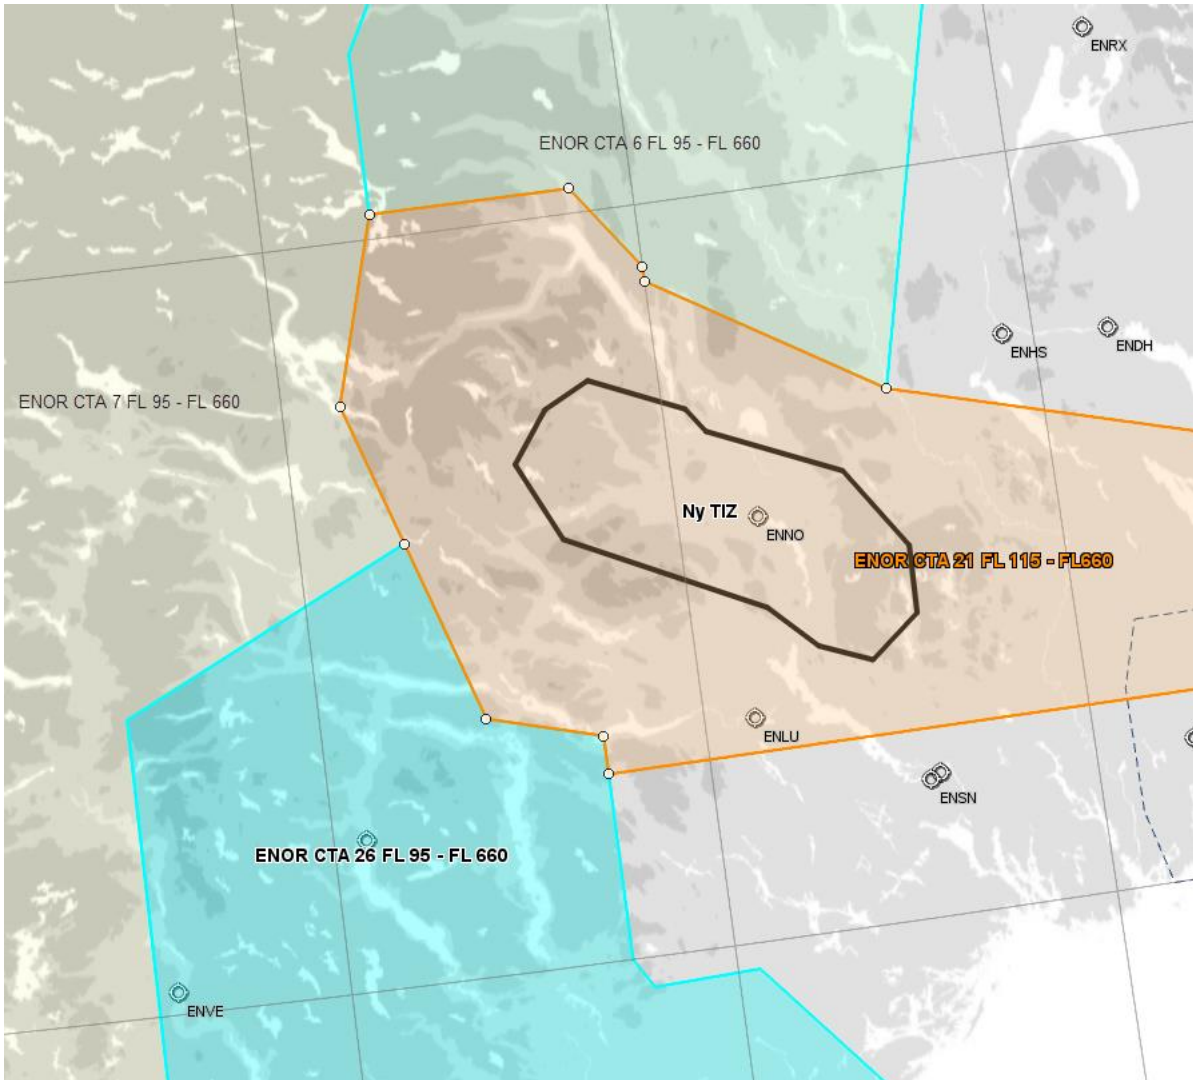 ENRX
ENOR CTA 6 FL 95 - FL 660
ENHS
ENDH
ENOR CTA 7 FL 95 - FL 660
Ny TIZ
ENNO
ENOR CTA 21 FL 115 - FL660
ENLU
ENSN
ENOR CTA 26 FL 95 - FL 660
ENVE